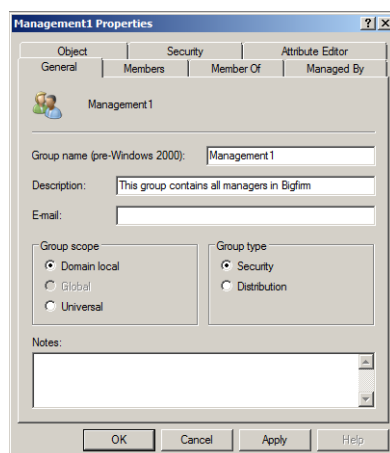 Management1 Properties
Object Security Attribute Editor
General Members Member Of Managed By
Management1
Group name (pre-Windows 2000): Management1
Description: This group contains all managers in Bigfirm
E-mail:
Group scope Group type
Domain local Security
Global Distribution
Universal
Notes:
OK Cancel Apply Help